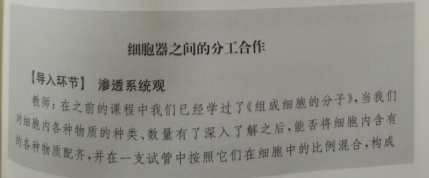 细胞器之间的分工合作
【导入环节】 渗透系统观
教师：在之前的课程中我们已经学过了《组成细胞的分子》，当我们
对细胞内各种物质的种类、数量有了深入了解之后，能否将细胞内含有
的各种物质配齐，并在一支试管中按照它们在细胞中的比例混合，构成